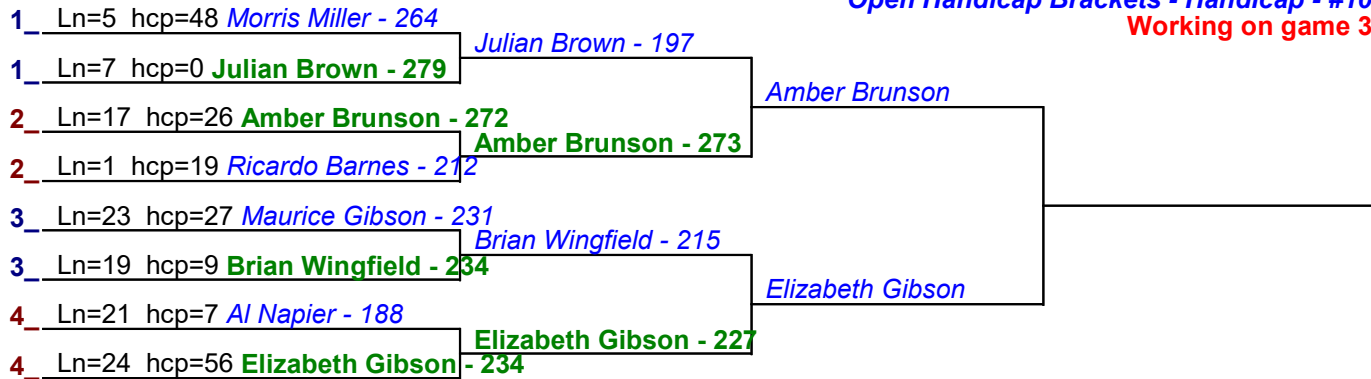 Open Handicap Brackets - Handicap - #10
Working on game 3
1_ Ln=5 hcp=48 Morris Miller - 264
Julian Brown - 197
1_ Ln=7 hcp=0 Julian Brown - 279
Amber Brunson
2_ Ln=17 hcp=26 Amber Brunson - 272
Amber Brunson - 273
2_ Ln=1 hcp=19 Ricardo Barnes - 212
3_ Ln=23 hcp=27 Maurice Gibson - 231
Brian Wingfield - 215
3_ Ln=19 hcp=9 Brian Wingfield - 234
Elizabeth Gibson
4_ Ln=21 hcp=7 Al Napier - 188
Elizabeth Gibson - 227
4_ Ln=24 hcp=56 Elizabeth Gibson - 234